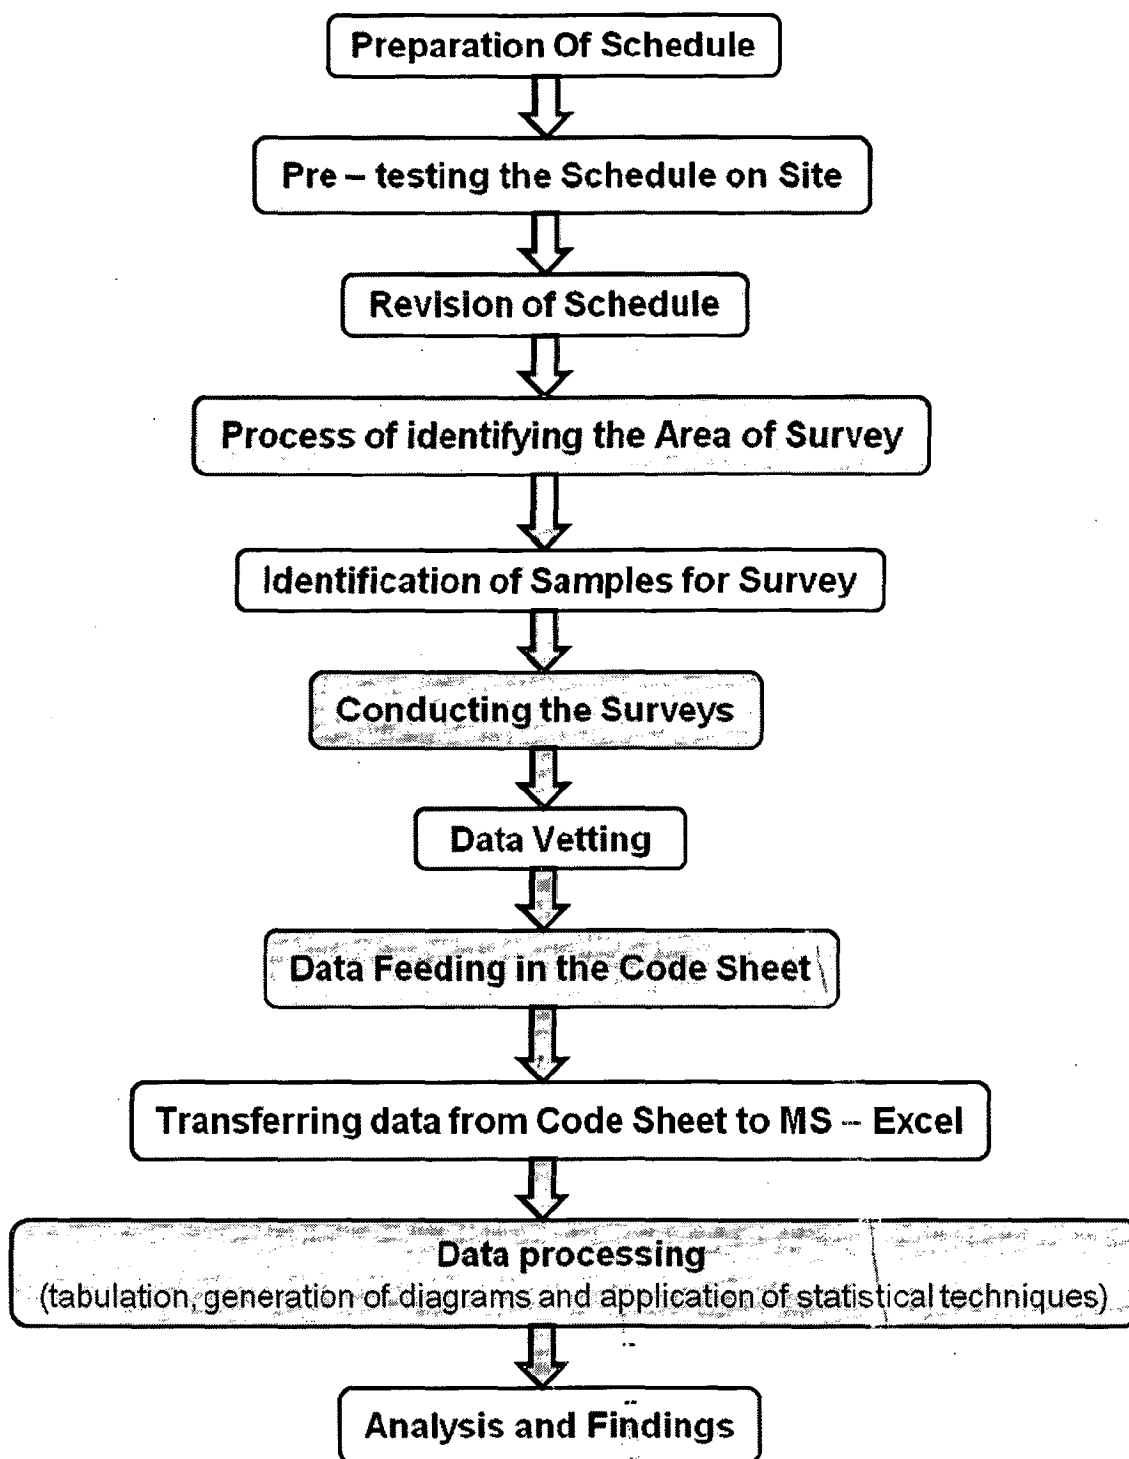 Preparation Of Schedule
Pre – testing the Schedule on Site
Revision of Schedule
Process of identifying the Area of Survey
Identification of Samples for Survey
Conducting the Surveys
Data Vetting
Data Feeding in the Code Sheet
Transferring data from Code Sheet to MS – Excel
Data processing
(tabulation, generation of diagrams and application of statistical techniques)
Analysis and Findings